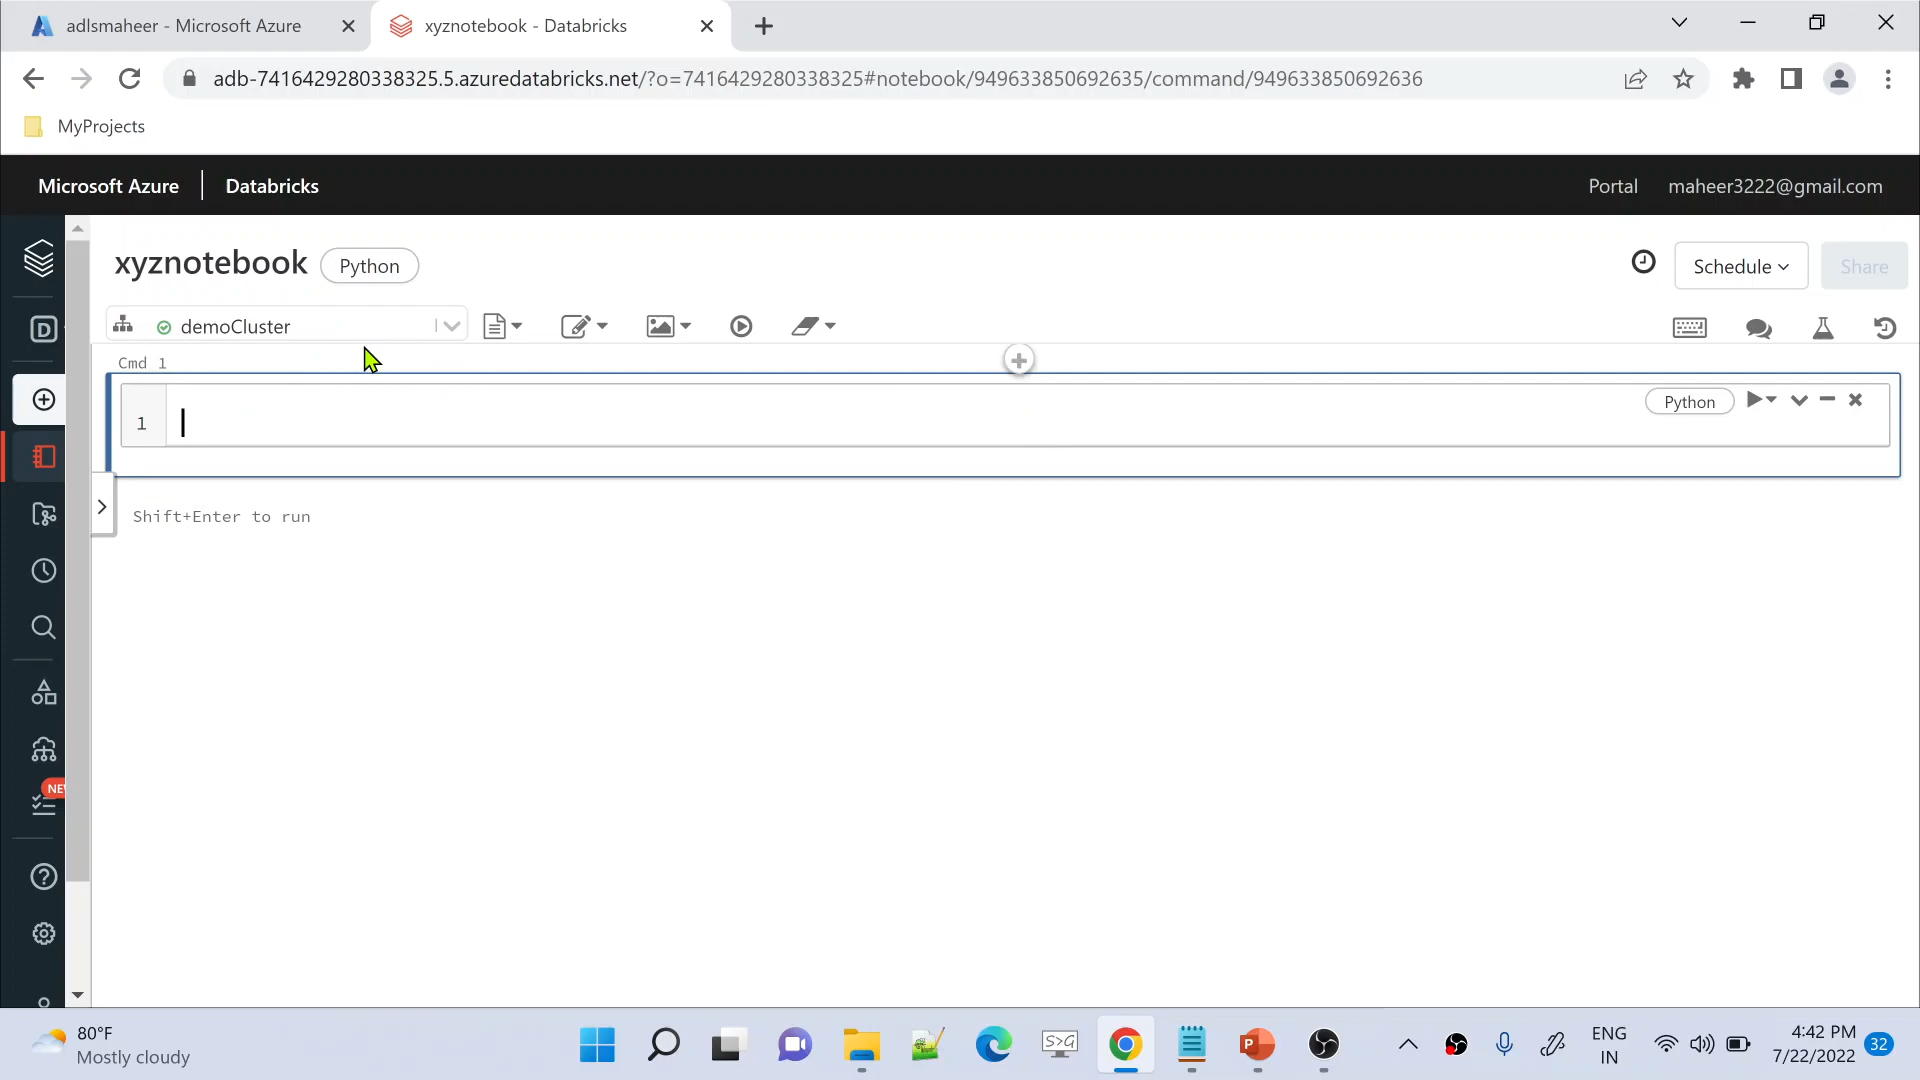 adlsmaheer - Microsoft Azure
xyznotebook - Databricks
adb-7416429280338325.5.azuredatabricks.net/?o=7416429280338325#notebook/949633850692635/command/949633850692636
MyProjects
Microsoft Azure
Databricks
Portal
maheer3222@gmail.com
xyznotebook
Python
Schedule
Share
D
demoCluster
Cmd 1
1
Python
Shift+Enter to run
NEW
80°F
Mostly cloudy
S>G
P
ENG
IN
4:42 PM
7/22/2022
32